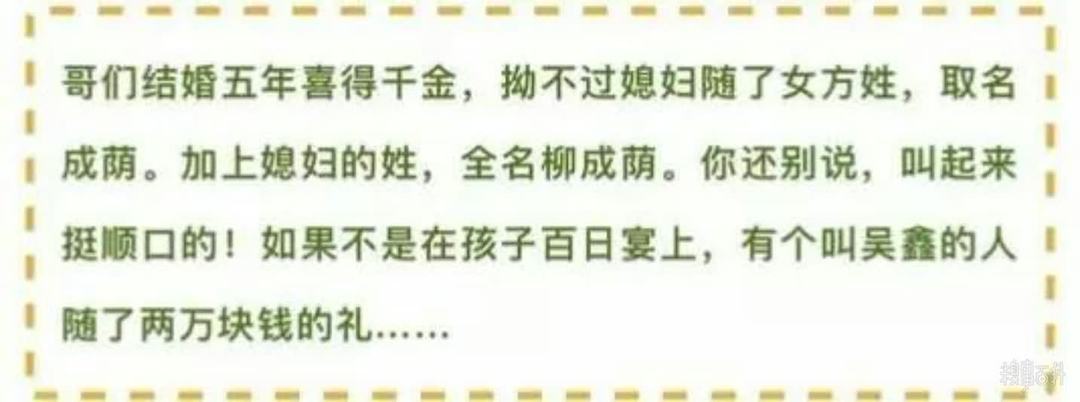 哥们结婚五年喜得千金，拗不过媳妇随了女方姓，取名
成荫。加上媳妇的姓，全名柳成荫。你还别说，叫起来
挺顺口的！如果不是在孩子百日宴上，有个叫吴鑫的人
随了两万块钱的礼……